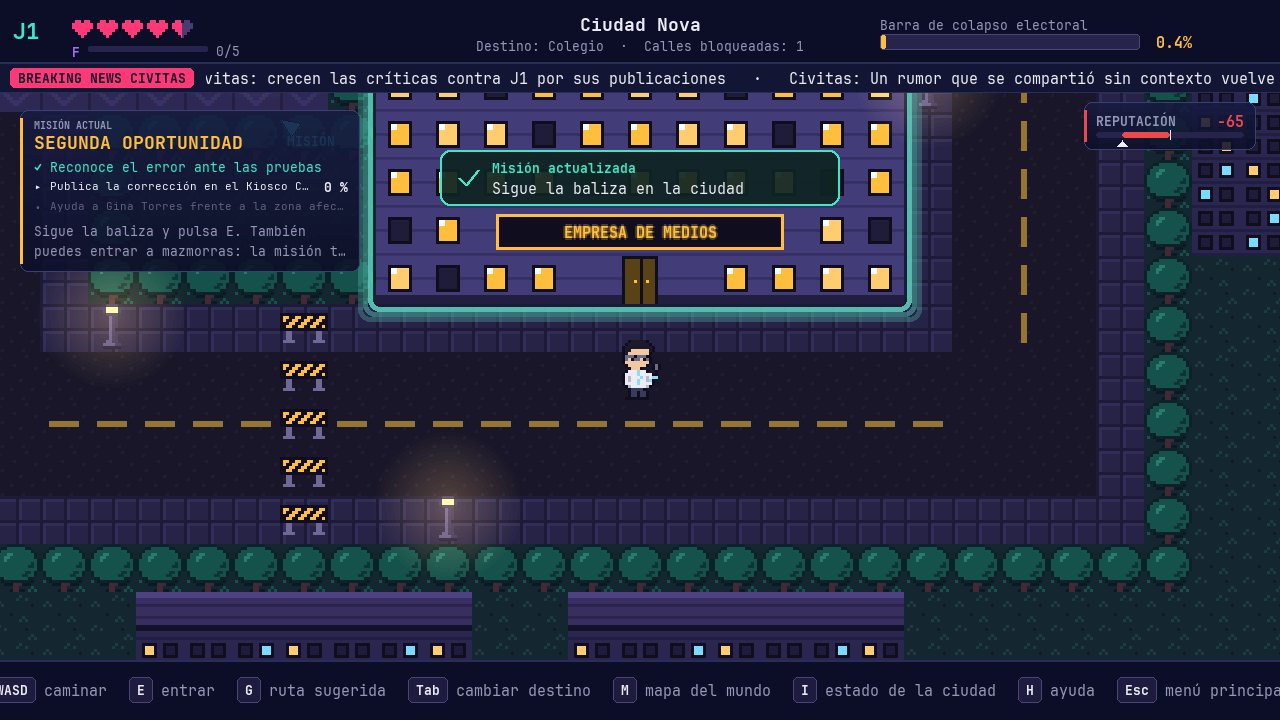 J1
F
0/5
Ciudad Nova
Destino: Colegio · Calles bloqueadas: 1
Barra de colapso electoral
0.4%
BREAKING NEWS CIVITAS
vitas: crecen las críticas contra J1 por sus publicaciones · Civitas: Un rumor que se compartió sin contexto vuelve
MISIÓN ACTUAL
SEGUNDA OPORTUNIDAD
MISIÓN
✓ Reconoce el error ante las pruebas
▸ Publica la corrección en el Kiosco C… 0 %
· Ayuda a Gina Torres frente a la zona afec…
Sigue la baliza y pulsa E. También
puedes entrar a mazmorras: la misión t…
REPUTACIÓN -65
Misión actualizada
Sigue la baliza en la ciudad
EMPRESA DE MEDIOS
WASD caminar E entrar G ruta sugerida Tab cambiar destino M mapa del mundo I estado de la ciudad H ayuda Esc menú principa